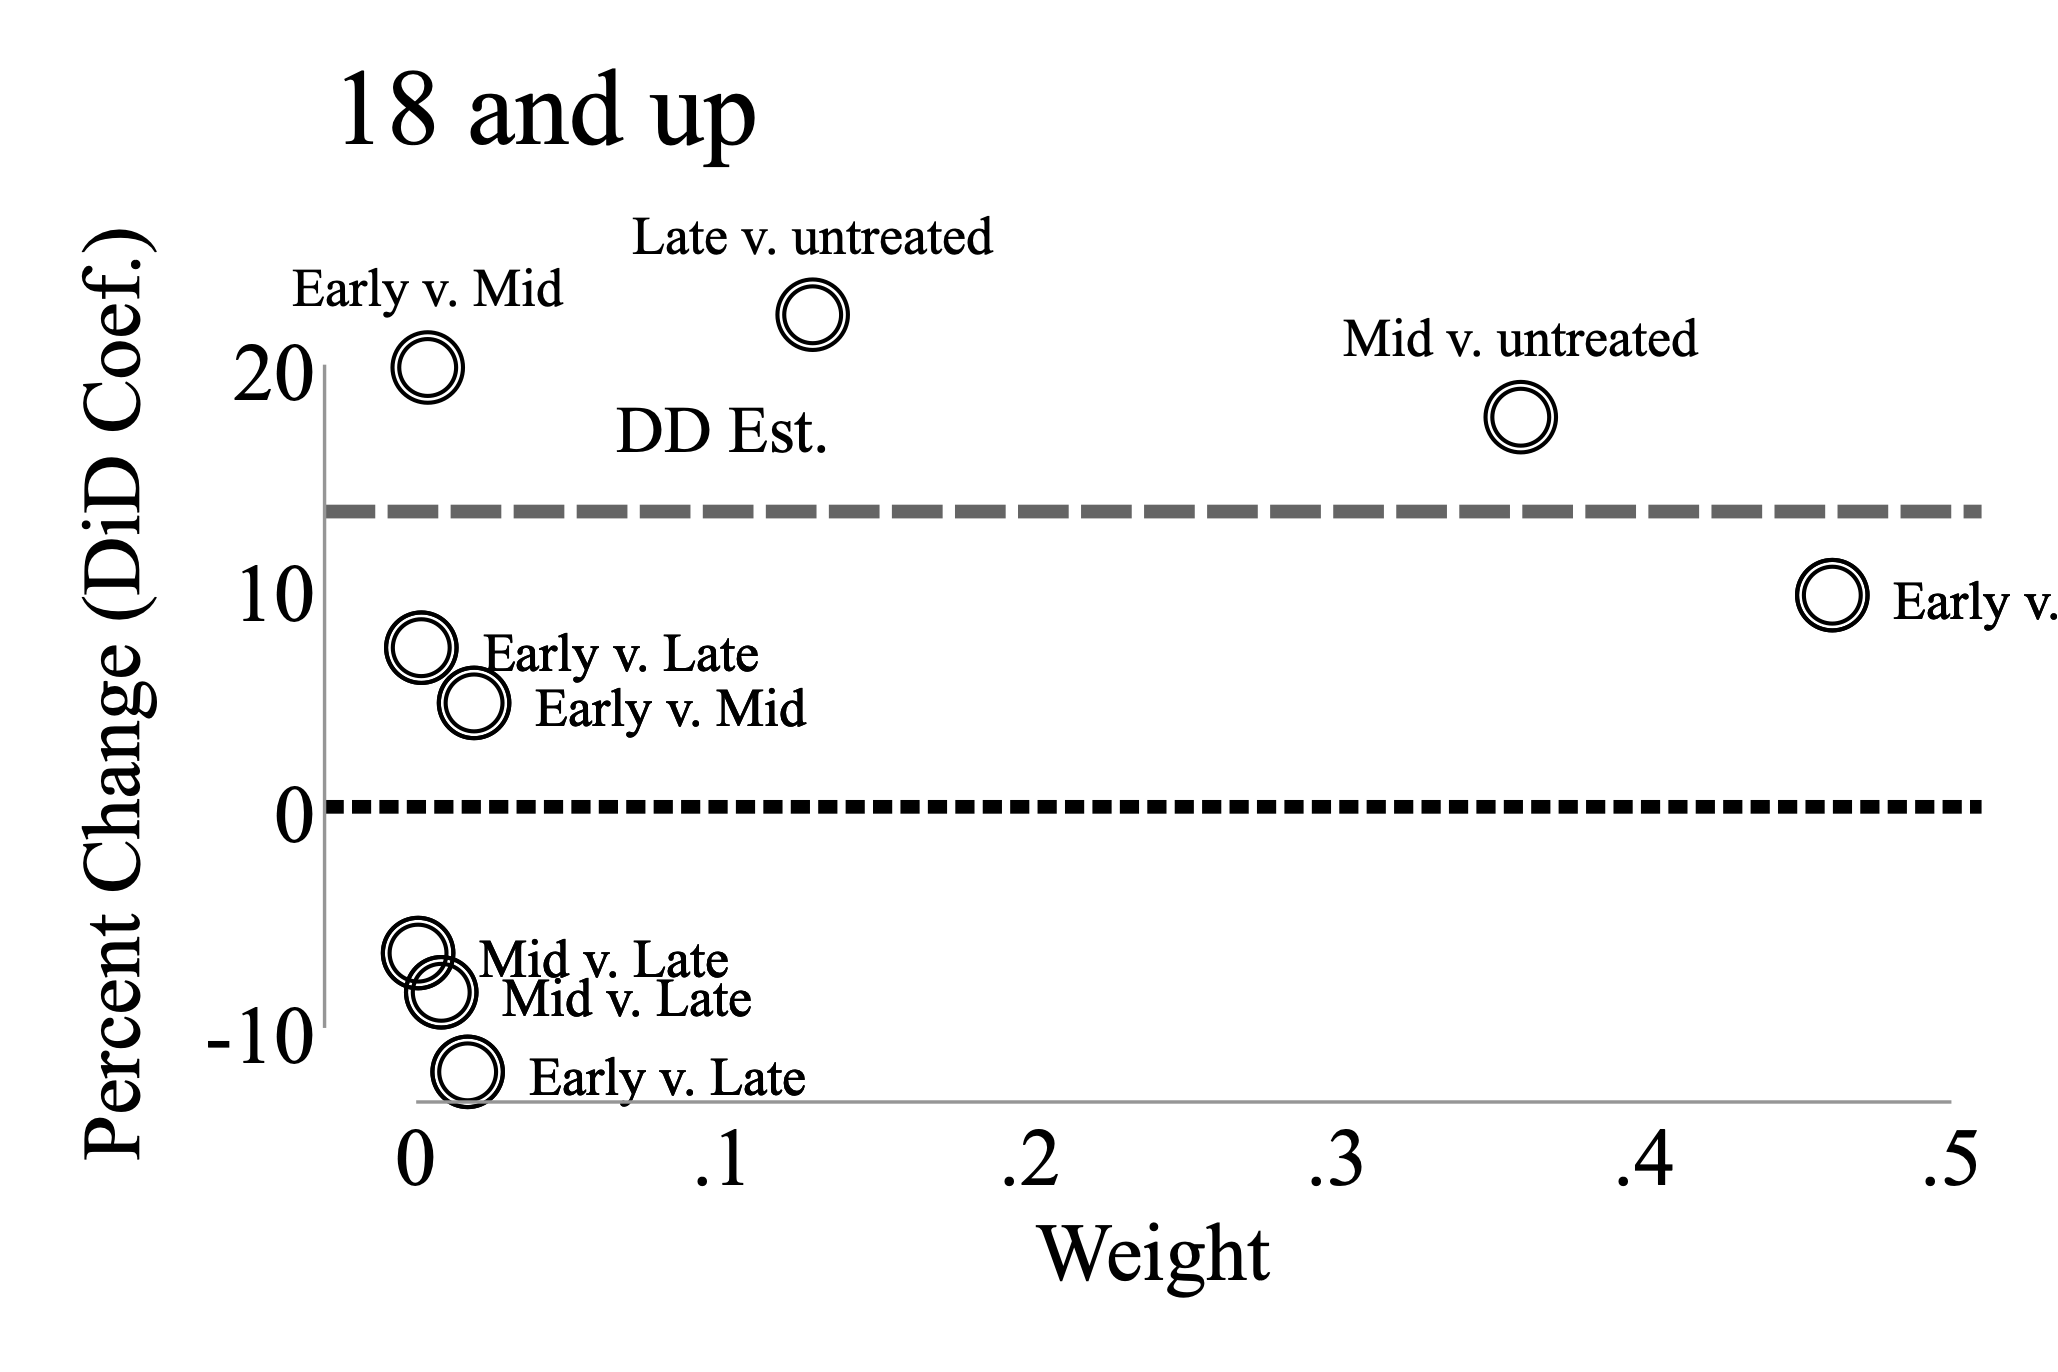 18 and up
Late v. untreated
Early v. Mid
Mid v. untreated
20
DD Est.
10
Early v.
Early v. Late
Early v. Mid
0
Mid v. Late
Mid v. Late
-10
Early v. Late
0 .1 .2 .3 .4 .5
Weight
Percent Change (DiD Coef.)